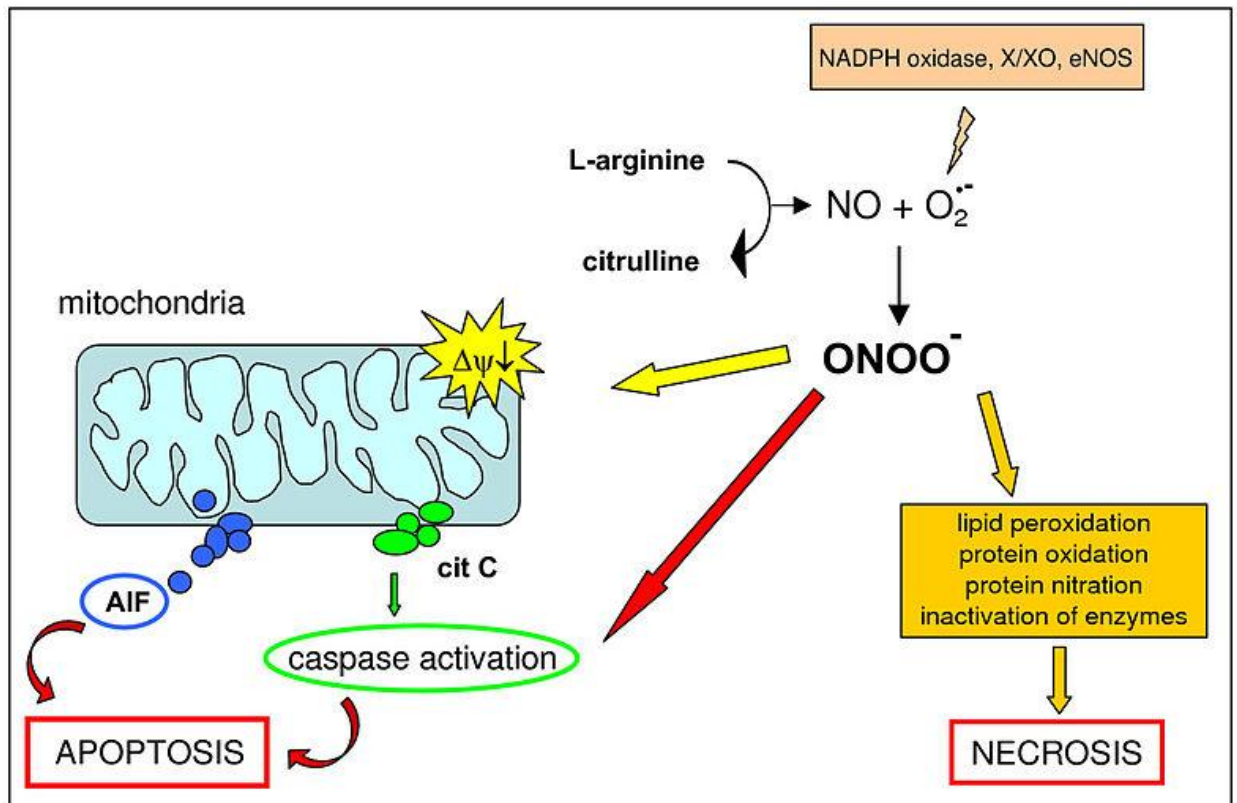 NADPH oxidase, X/XO, eNOS
L-arginine
NO + O₂•⁻
citrulline
mitochondria
Δψ↓
ONOO⁻
lipid peroxidation
protein oxidation
protein nitration
inactivation of enzymes
cit C
AIF
caspase activation
APOPTOSIS
NECROSIS